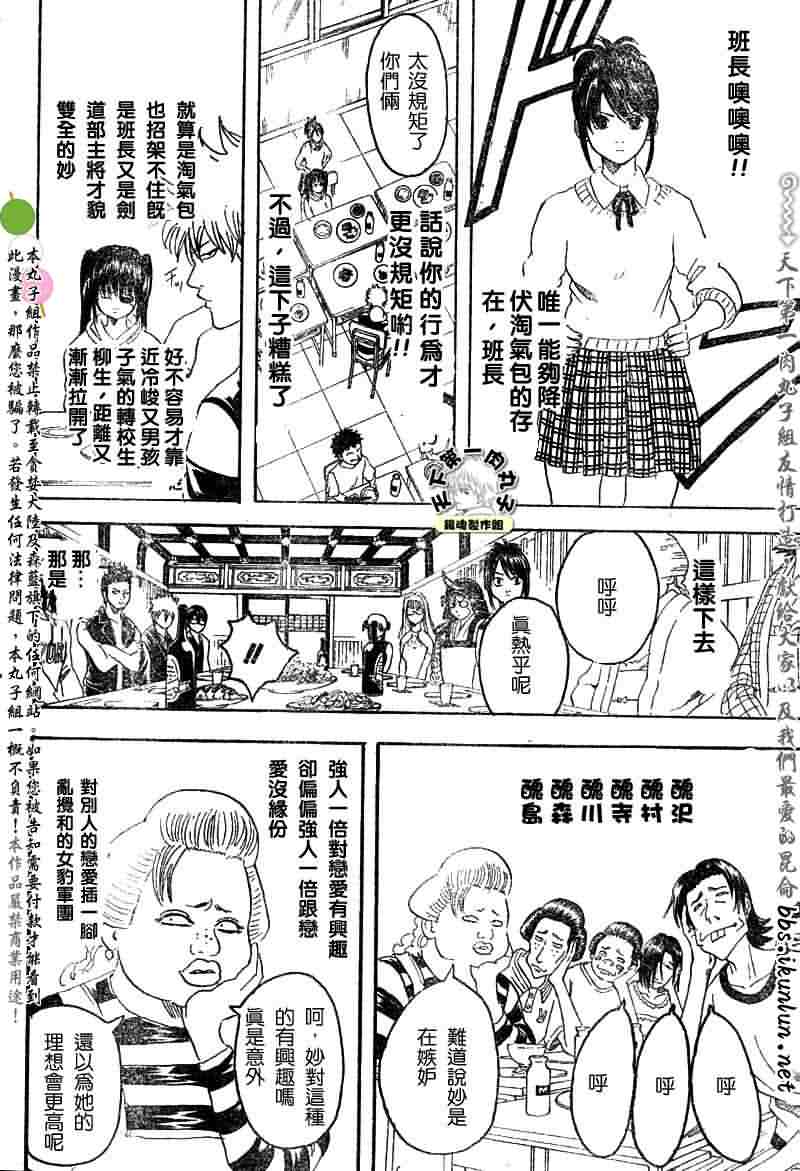 班長噢噢噢!!
唯一能夠降
伏淘氣包的存
在，班長
太沒規矩了
你們倆
話說你的行為才
更沒規矩喲!!
不過，這下子糟糕了
就算是淘氣包
也招架不住既
是班長又是劍
道部主將才貌
雙全的妙
好不容易才靠
近冷峻又男孩
子氣的轉校生
柳生，距離又
漸漸拉開了
天下第一肉丸子
龍魂製作組
這樣下去
呼
呼
真熱乎呢
!!
那…
那是
醜沢
醜村
醜寺
醜川
醜森
醜島
呼
呼
呼
難道說妙是
在嫉妒
強人一倍對戀愛有興趣
卻偏偏強人一倍跟戀
愛沒緣份
對別人的戀愛插一腳
亂攪和的女豹軍團
呵，妙對這種
的有興趣嗎
真是意外
還以為她的
理想會更高呢
天下第一肉丸子組友情打造，獻給大家以及我們最愛的昆侖 bbs.sikunlun.net
本丸子組作品禁止轉載至貪婪大陸及森藍旗下的任何網站。如果您被告知需要付款才能看到
此漫畫，那麼您被騙了。若發生任何法律問題，本丸子組一概不負責！本作品嚴禁商業用途！